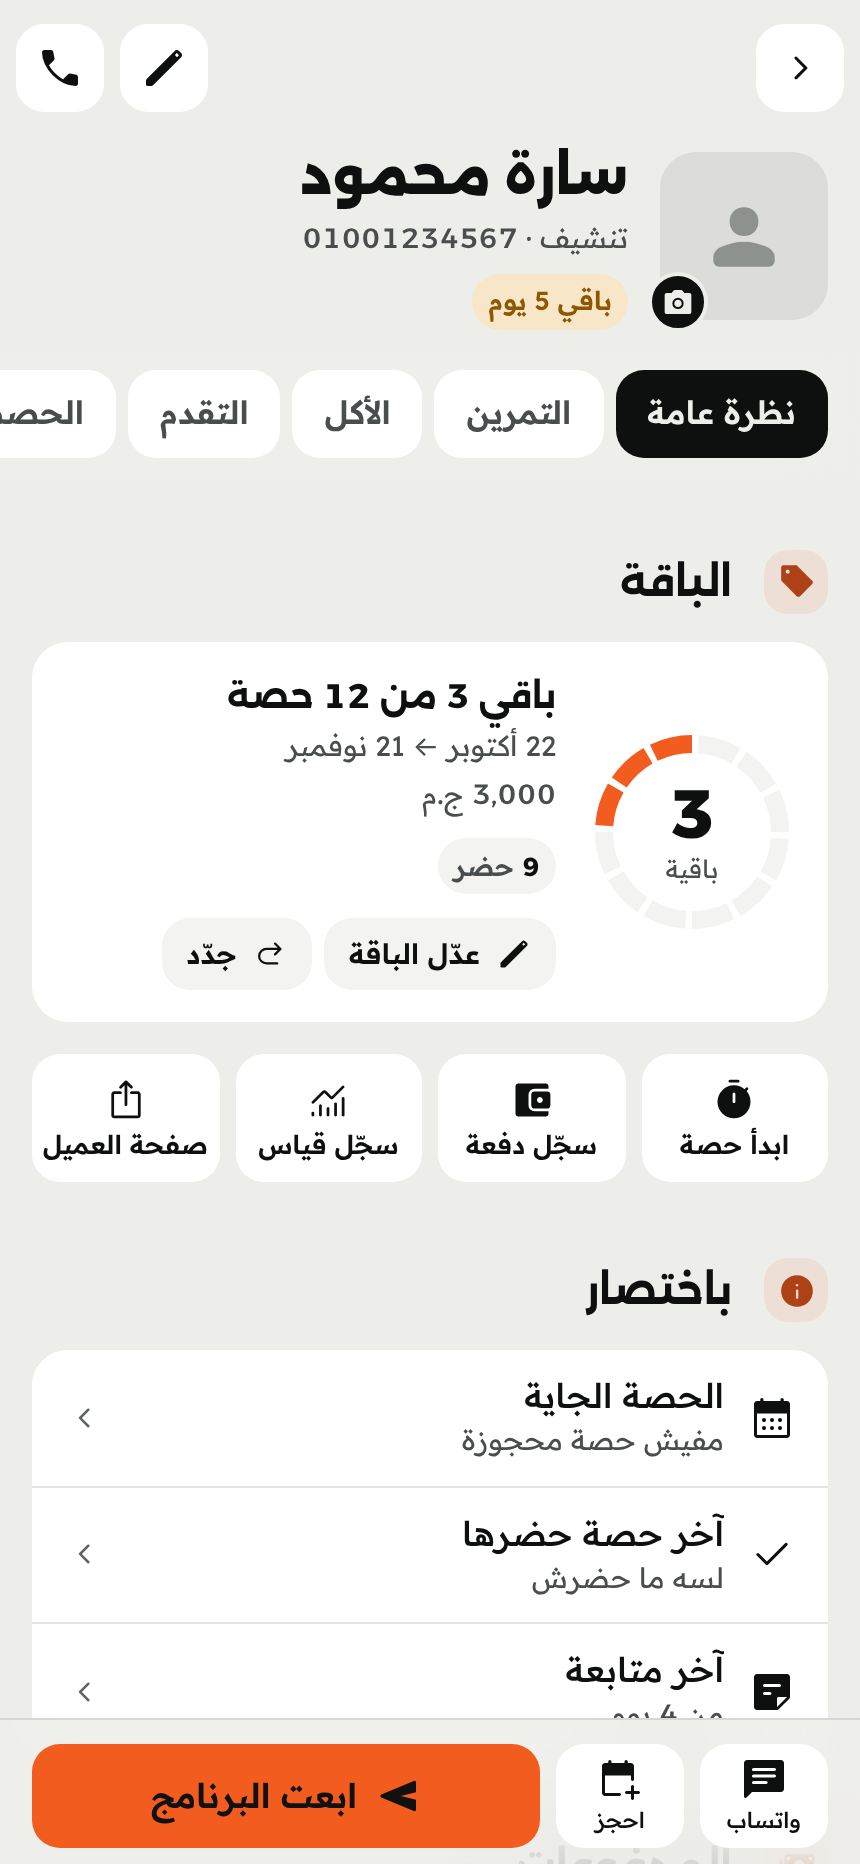 سارة محمود
تنشيف · 01001234567
باقي 5 يوم
نظرة عامة
التمرين
الأكل
التقدم
الباقة
باقي 3 من 12 حصة
22 أكتوبر ← 21 نوفمبر
3,000 ج.م
9 حضر
3
باقية
عدّل الباقة
جدّد
ابدأ حصة
سجّل دفعة
سجّل قياس
صفحة العميل
باختصار
الحصة الجاية
مفيش حصة محجوزة
آخر حصة حضرها
لسه ما حضرش
آخر متابعة
من 4 يوم
واتساب
احجز
ابعت البرنامج